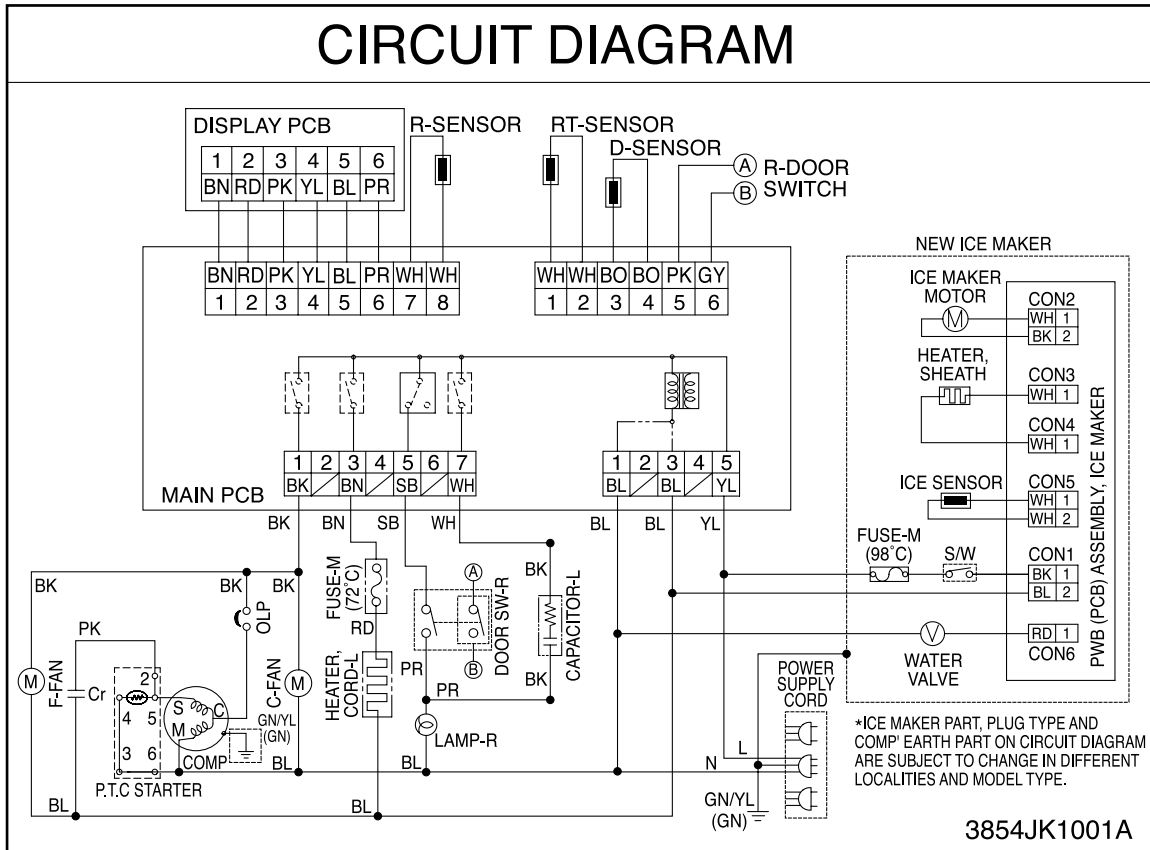 CIRCUIT DIAGRAM
DISPLAY PCB
1 2 3 4 5 6
BN RD PK YL BL PR
R-SENSOR
RT-SENSOR
D-SENSOR
A R-DOOR
B SWITCH
BN RD PK YL BL PR WH WH
1 2 3 4 5 6 7 8
WH WH BO BO PK GY
1 2 3 4 5 6
1 2 3 4 5 6 7
BK BN SB WH
1 2 3 4 5
BL BL YL
MAIN PCB
BK BN SB WH BL BL YL
NEW ICE MAKER
ICE MAKER
MOTOR
M
CON2
WH 1
BK 2
HEATER,
SHEATH
CON3
WH 1
CON4
WH 1
ICE SENSOR
CON5
WH 1
WH 2
FUSE-M
(98°C)
S/W
CON1
BK 1
BL 2
V
WATER
VALVE
RD 1
CON6
PWB (PCB) ASSEMBLY, ICE MAKER
BK BK BK
OLP
PK
M
F-FAN
Cr
2
4 5
3 6
P.T.C STARTER
S C
M
COMP
GN/YL
(GN)
C-FAN
M
FUSE-M
(72°C)
RD
HEATER,
CORD-L
A
B
DOOR SW-R
PR
PR
LAMP-R
BK
CAPACITOR-L
BK
BL
BL
BL
BL
POWER
SUPPLY
CORD
L
N
GN/YL
(GN)
*ICE MAKER PART, PLUG TYPE AND
COMP' EARTH PART ON CIRCUIT DIAGRAM
ARE SUBJECT TO CHANGE IN DIFFERENT
LOCALITIES AND MODEL TYPE.
3854JK1001A